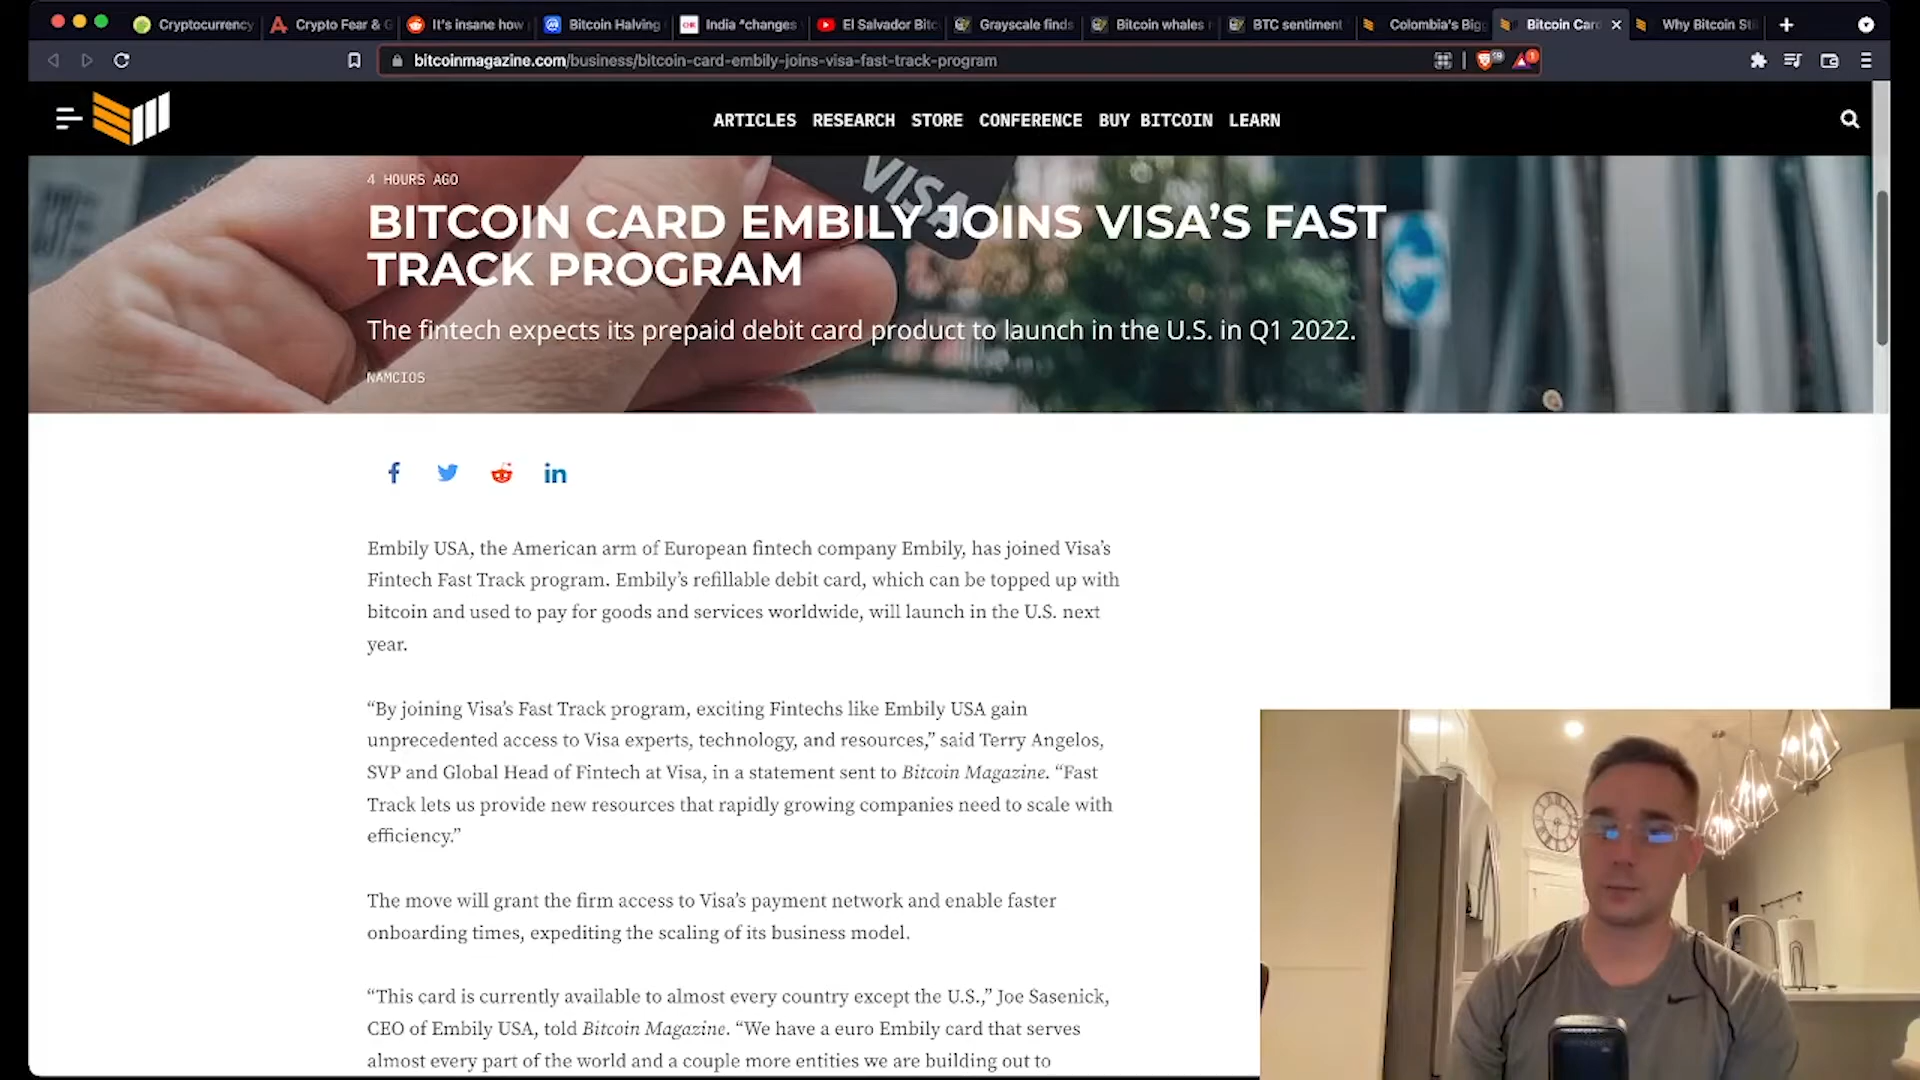 Cryptocurrency
Crypto Fear & G
It's insane how
Bitcoin Halving
India *changes
El Salvador Bitc
Grayscale finds
Bitcoin whales
BTC sentiment
Colombia's Big
Bitcoin Car
Why Bitcoin Sti
bitcoinmagazine.com/business/bitcoin-card-embily-joins-visa-fast-track-program
ARTICLES RESEARCH STORE CONFERENCE BUY BITCOIN LEARN
VISA
4 HOURS AGO
BITCOIN CARD EMBILY JOINS VISA'S FAST
TRACK PROGRAM
The fintech expects its prepaid debit card product to launch in the U.S. in Q1 2022.
NAMCIOS
Embily USA, the American arm of European fintech company Embily, has joined Visa's
Fintech Fast Track program. Embily's refillable debit card, which can be topped up with
bitcoin and used to pay for goods and services worldwide, will launch in the U.S. next
year.
“By joining Visa's Fast Track program, exciting Fintechs like Embily USA gain
unprecedented access to Visa experts, technology, and resources,” said Terry Angelos,
SVP and Global Head of Fintech at Visa, in a statement sent to Bitcoin Magazine. “Fast
Track lets us provide new resources that rapidly growing companies need to scale with
efficiency.”
The move will grant the firm access to Visa's payment network and enable faster
onboarding times, expediting the scaling of its business model.
“This card is currently available to almost every country except the U.S.,” Joe Sasenick,
CEO of Embily USA, told Bitcoin Magazine. “We have a euro Embily card that serves
almost every part of the world and a couple more entities we are building out to